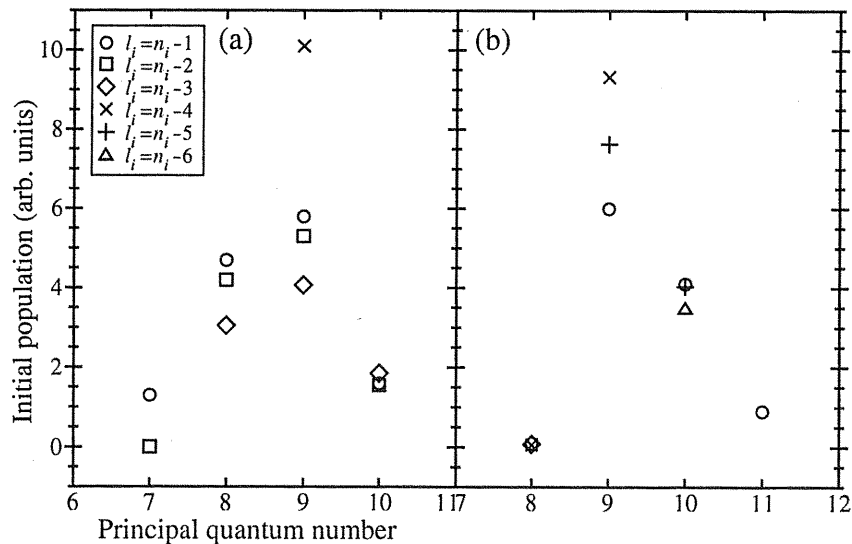 (a)
(b)
l_i=n_i-1
l_i=n_i-2
l_i=n_i-3
l_i=n_i-4
l_i=n_i-5
l_i=n_i-6
Initial population (arb. units)
10
8
6
4
2
0
6 7 8 9 10 11 7 8 9 10 11 12
Principal quantum number